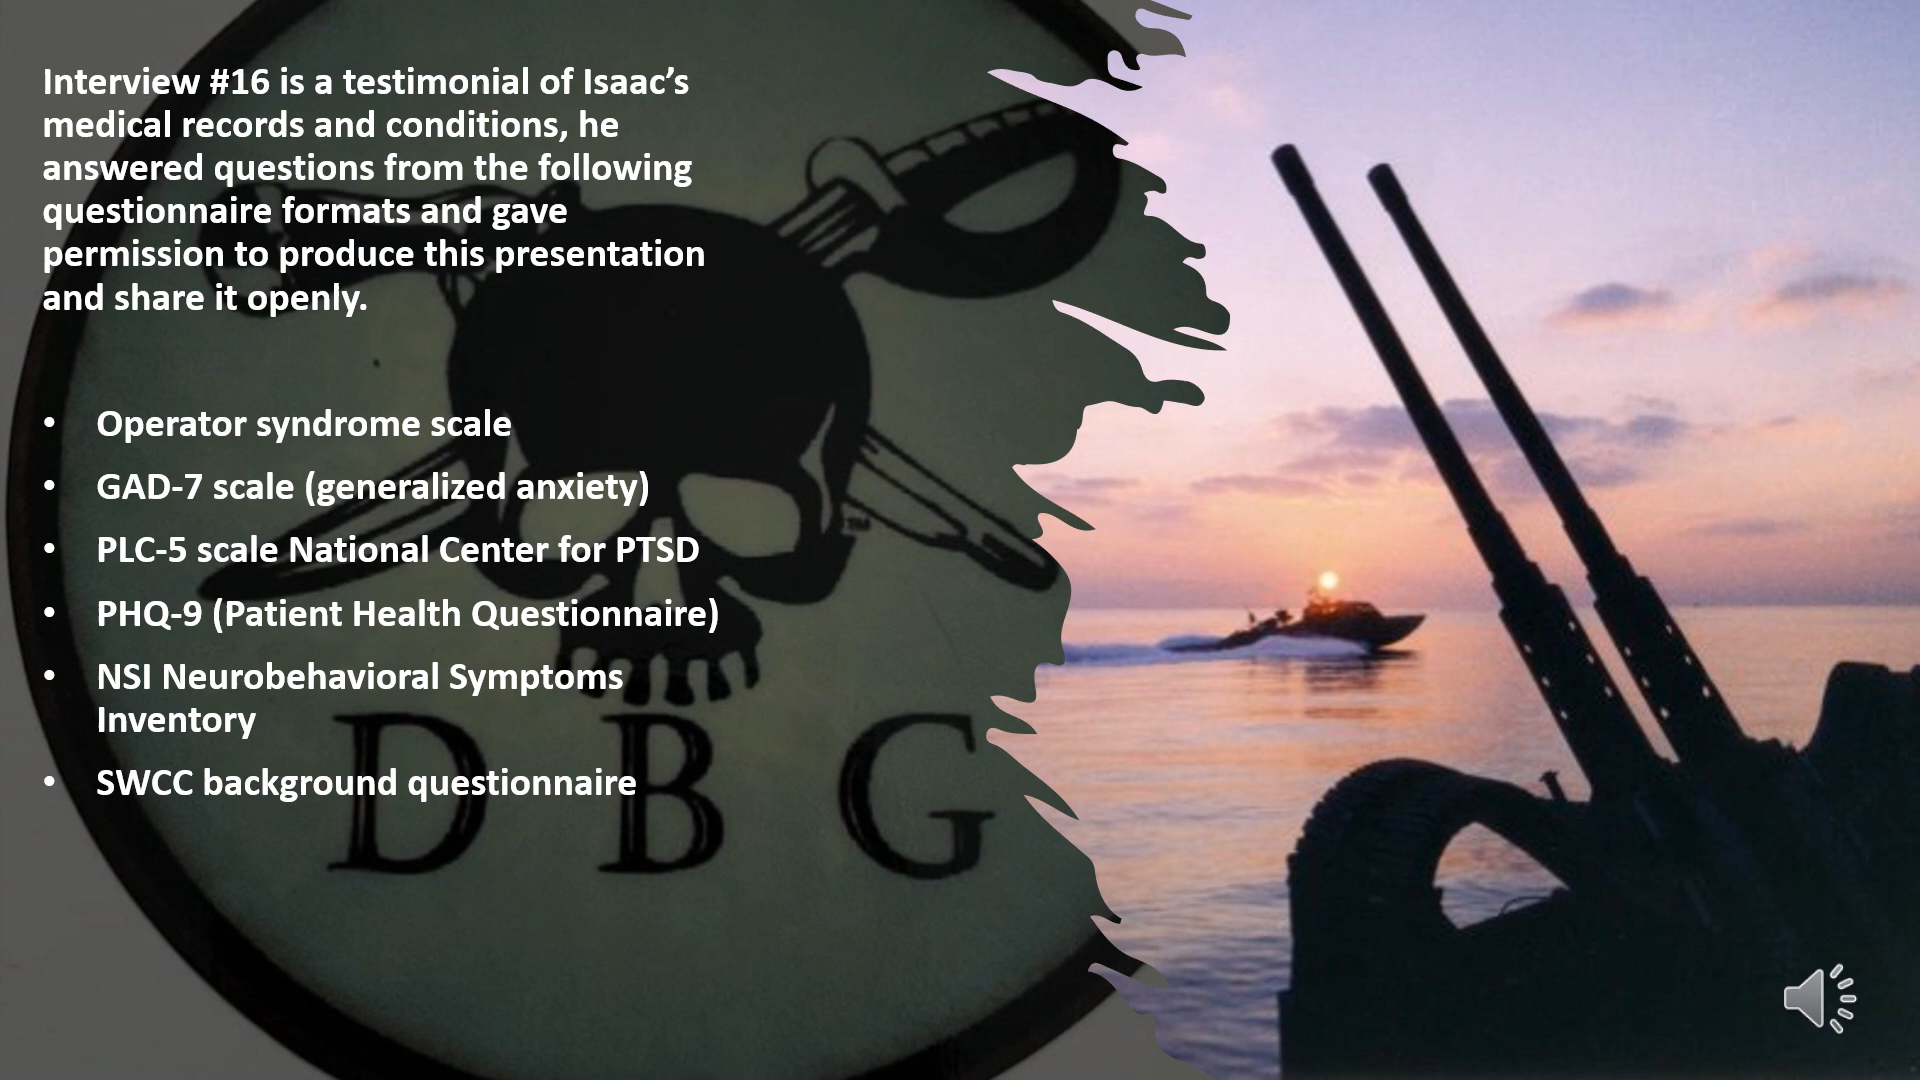 Interview #16 is a testimonial of Isaac’s
medical records and conditions, he
answered questions from the following
questionnaire formats and gave
permission to produce this presentation
and share it openly.
• Operator syndrome scale
• GAD-7 scale (generalized anxiety)
• PLC-5 scale National Center for PTSD
• PHQ-9 (Patient Health Questionnaire)
• NSI Neurobehavioral Symptoms
Inventory
• SWCC background questionnaire
TM
D B G